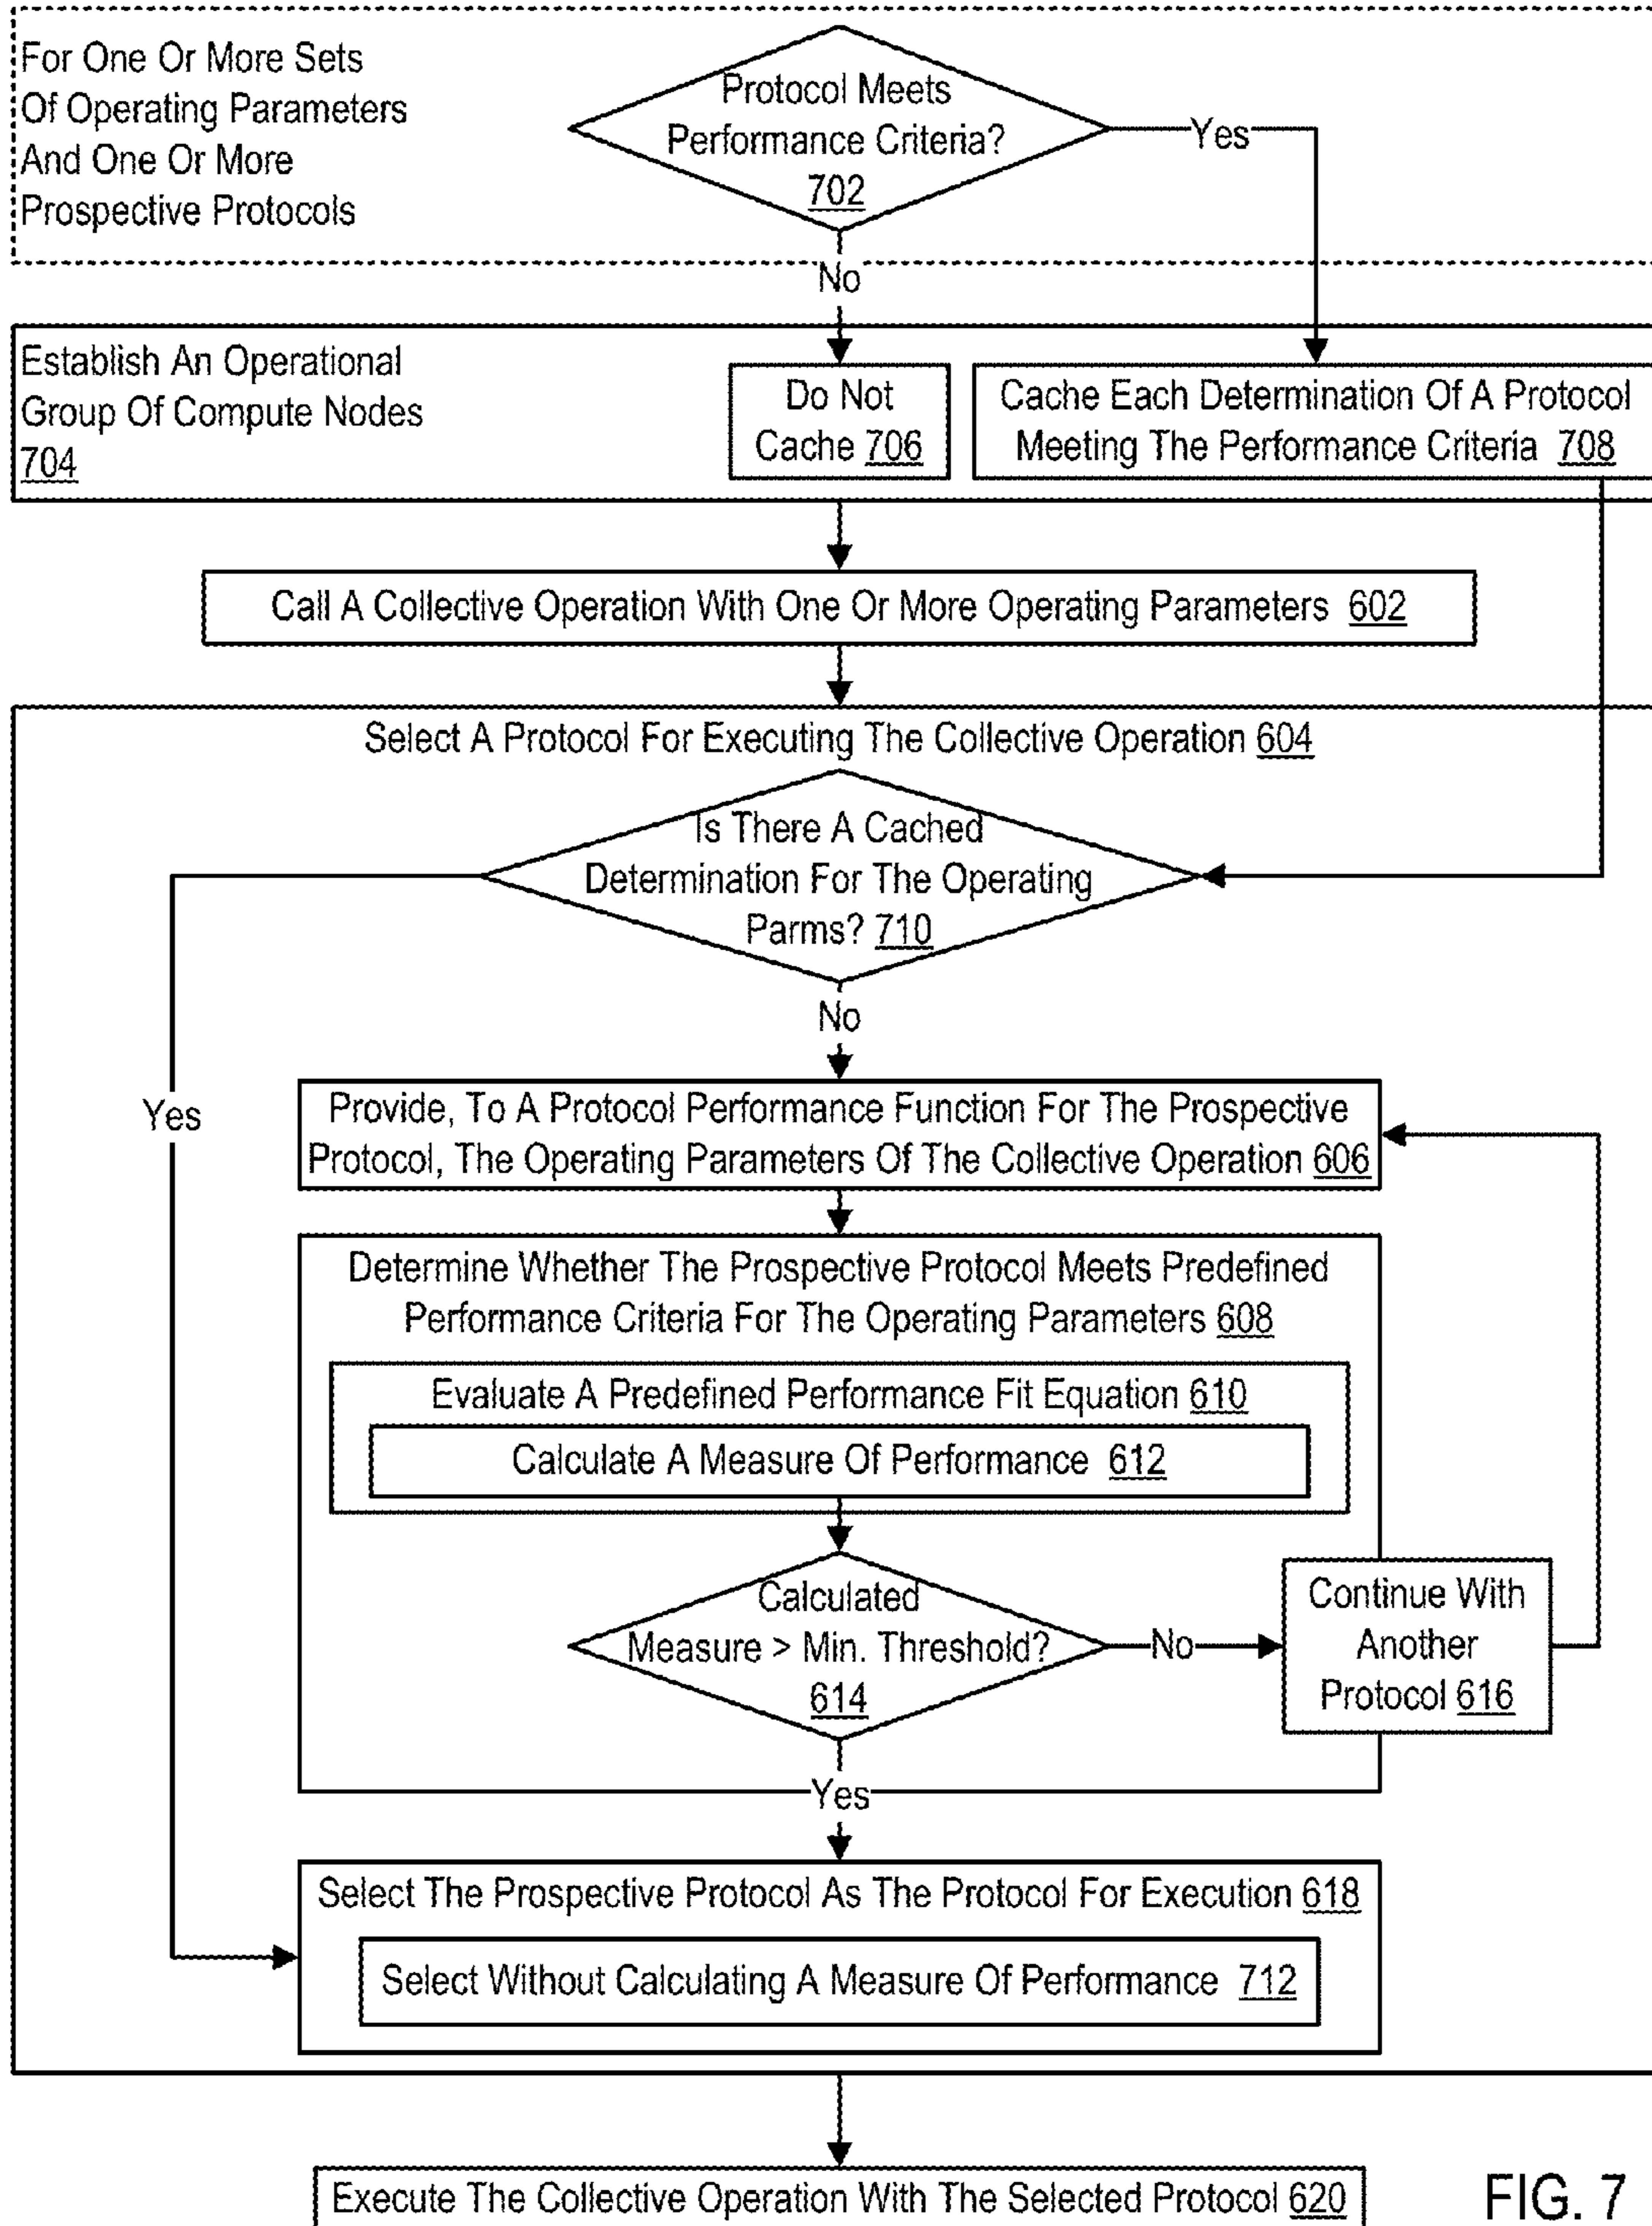 For One Or More Sets
Of Operating Parameters
And One Or More
Prospective Protocols
Protocol Meets
Performance Criteria?
702
Yes
No
Establish An Operational
Group Of Compute Nodes
704
Do Not
Cache 706
Cache Each Determination Of A Protocol
Meeting The Performance Criteria 708
Call A Collective Operation With One Or More Operating Parameters 602
Select A Protocol For Executing The Collective Operation 604
Is There A Cached
Determination For The Operating
Parms? 710
No
Yes
Provide, To A Protocol Performance Function For The Prospective
Protocol, The Operating Parameters Of The Collective Operation 606
Determine Whether The Prospective Protocol Meets Predefined
Performance Criteria For The Operating Parameters 608
Evaluate A Predefined Performance Fit Equation 610
Calculate A Measure Of Performance 612
Calculated
Measure > Min. Threshold?
614
No
Continue With
Another
Protocol 616
Yes
Select The Prospective Protocol As The Protocol For Execution 618
Select Without Calculating A Measure Of Performance 712
Execute The Collective Operation With The Selected Protocol 620
FIG. 7